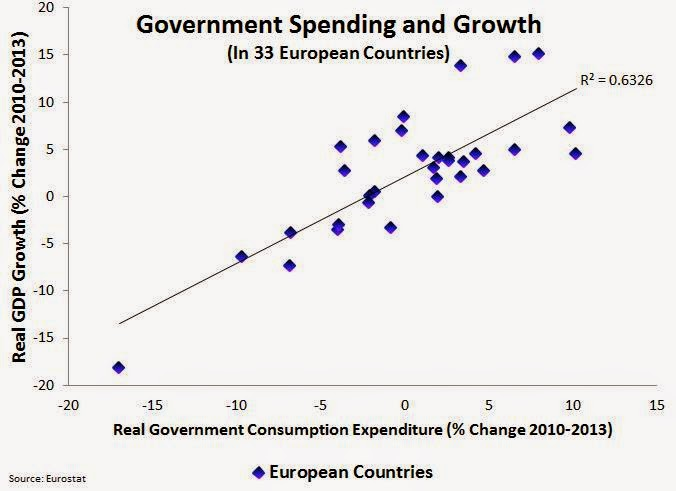 Government Spending and Growth
(In 33 European Countries)
Real GDP Growth (% Change 2010-2013)
20
15
10
5
0
-5
-10
-15
-20
R² = 0.6326
-20
-15
-10
-5
0
5
10
15
Real Government Consumption Expenditure (% Change 2010-2013)
European Countries
Source: Eurostat